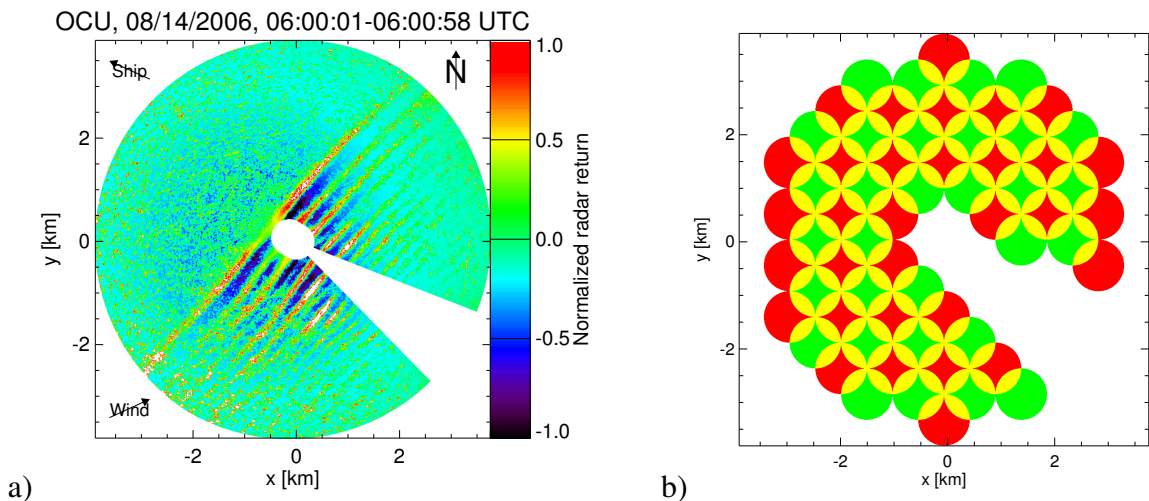 OCU, 08/14/2006, 06:00:01-06:00:58 UTC
Ship
N
Wind
y [km]
2
0
-2
-2
0
2
x [km]
1.0
0.5
0.0
-0.5
-1.0
Normalized radar return
a)
y [km]
2
0
-2
-2
0
2
x [km]
b)